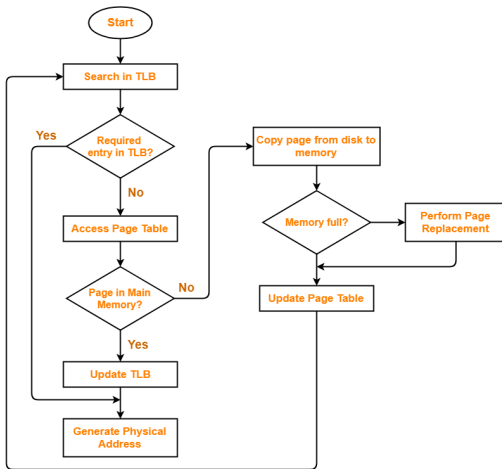 Start
Search in TLB
Yes
Required
entry in TLB?
No
Access Page Table
Page in Main
Memory?
No
Yes
Update TLB
Generate Physical
Address
Copy page from disk to
memory
Memory full?
Perform Page
Replacement
Update Page Table